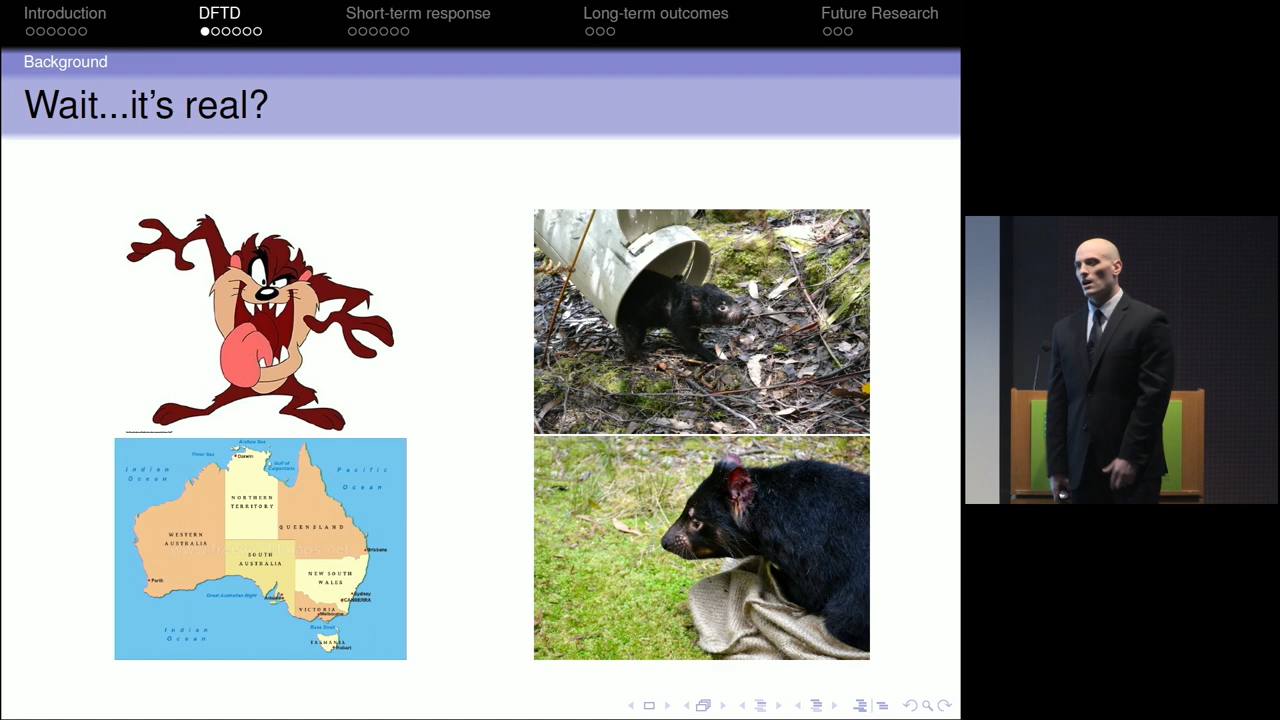 Introduction DFTD Short-term response Long-term outcomes Future Research
Background
Wait...it's real?
Arafura Sea
Timor Sea
Darwin
Gulf of
Carpentaria
Indian
Ocean
Pacific
Ocean
NORTHERN
TERRITORY
QUEENSLAND
WESTERN
AUSTRALIA
SOUTH
AUSTRALIA
Brisbane
NEW SOUTH
WALES
Perth
Great Australian Bight
Adelaide
Sydney
CANBERRA
VICTORIA
Melbourne
Bass Strait
Indian
Ocean
TASMANIA
Hobart